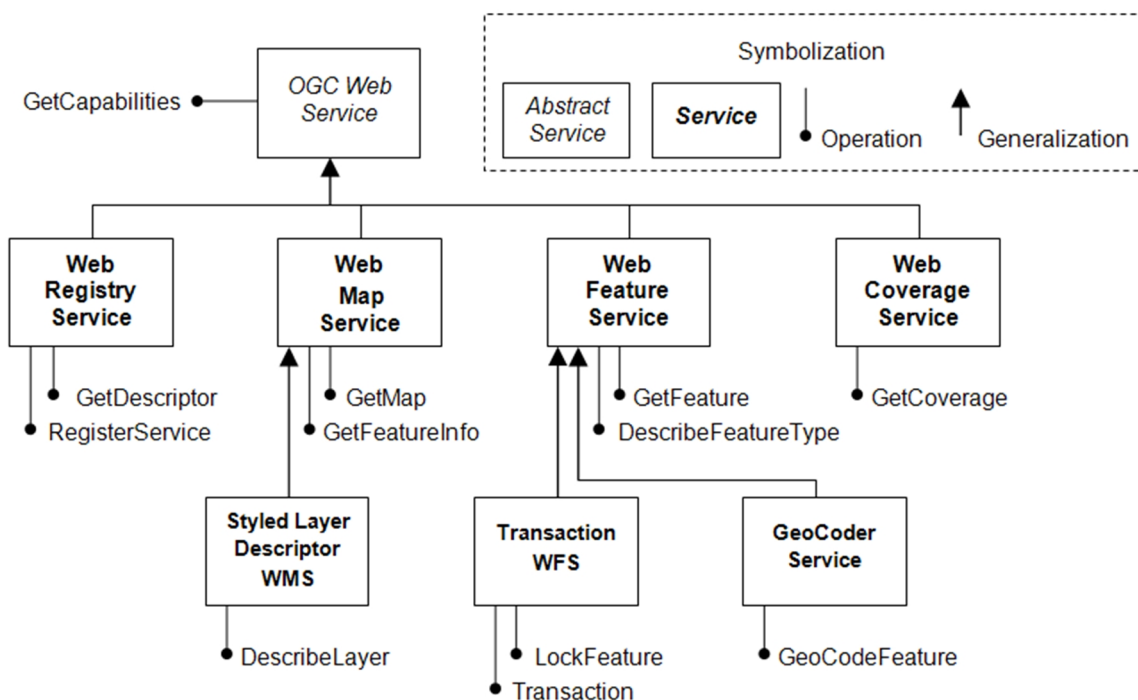 Symbolization
OGC Web
Service
GetCapabilities
Abstract
Service
Service
Operation
Generalization
Web
Registry
Service
Web
Map
Service
Web
Feature
Service
Web
Coverage
Service
GetDescriptor
RegisterService
GetMap
GetFeatureInfo
GetFeature
DescribeFeatureType
GetCoverage
Styled Layer
Descriptor
WMS
Transaction
WFS
GeoCoder
Service
DescribeLayer
LockFeature
Transaction
GeoCodeFeature